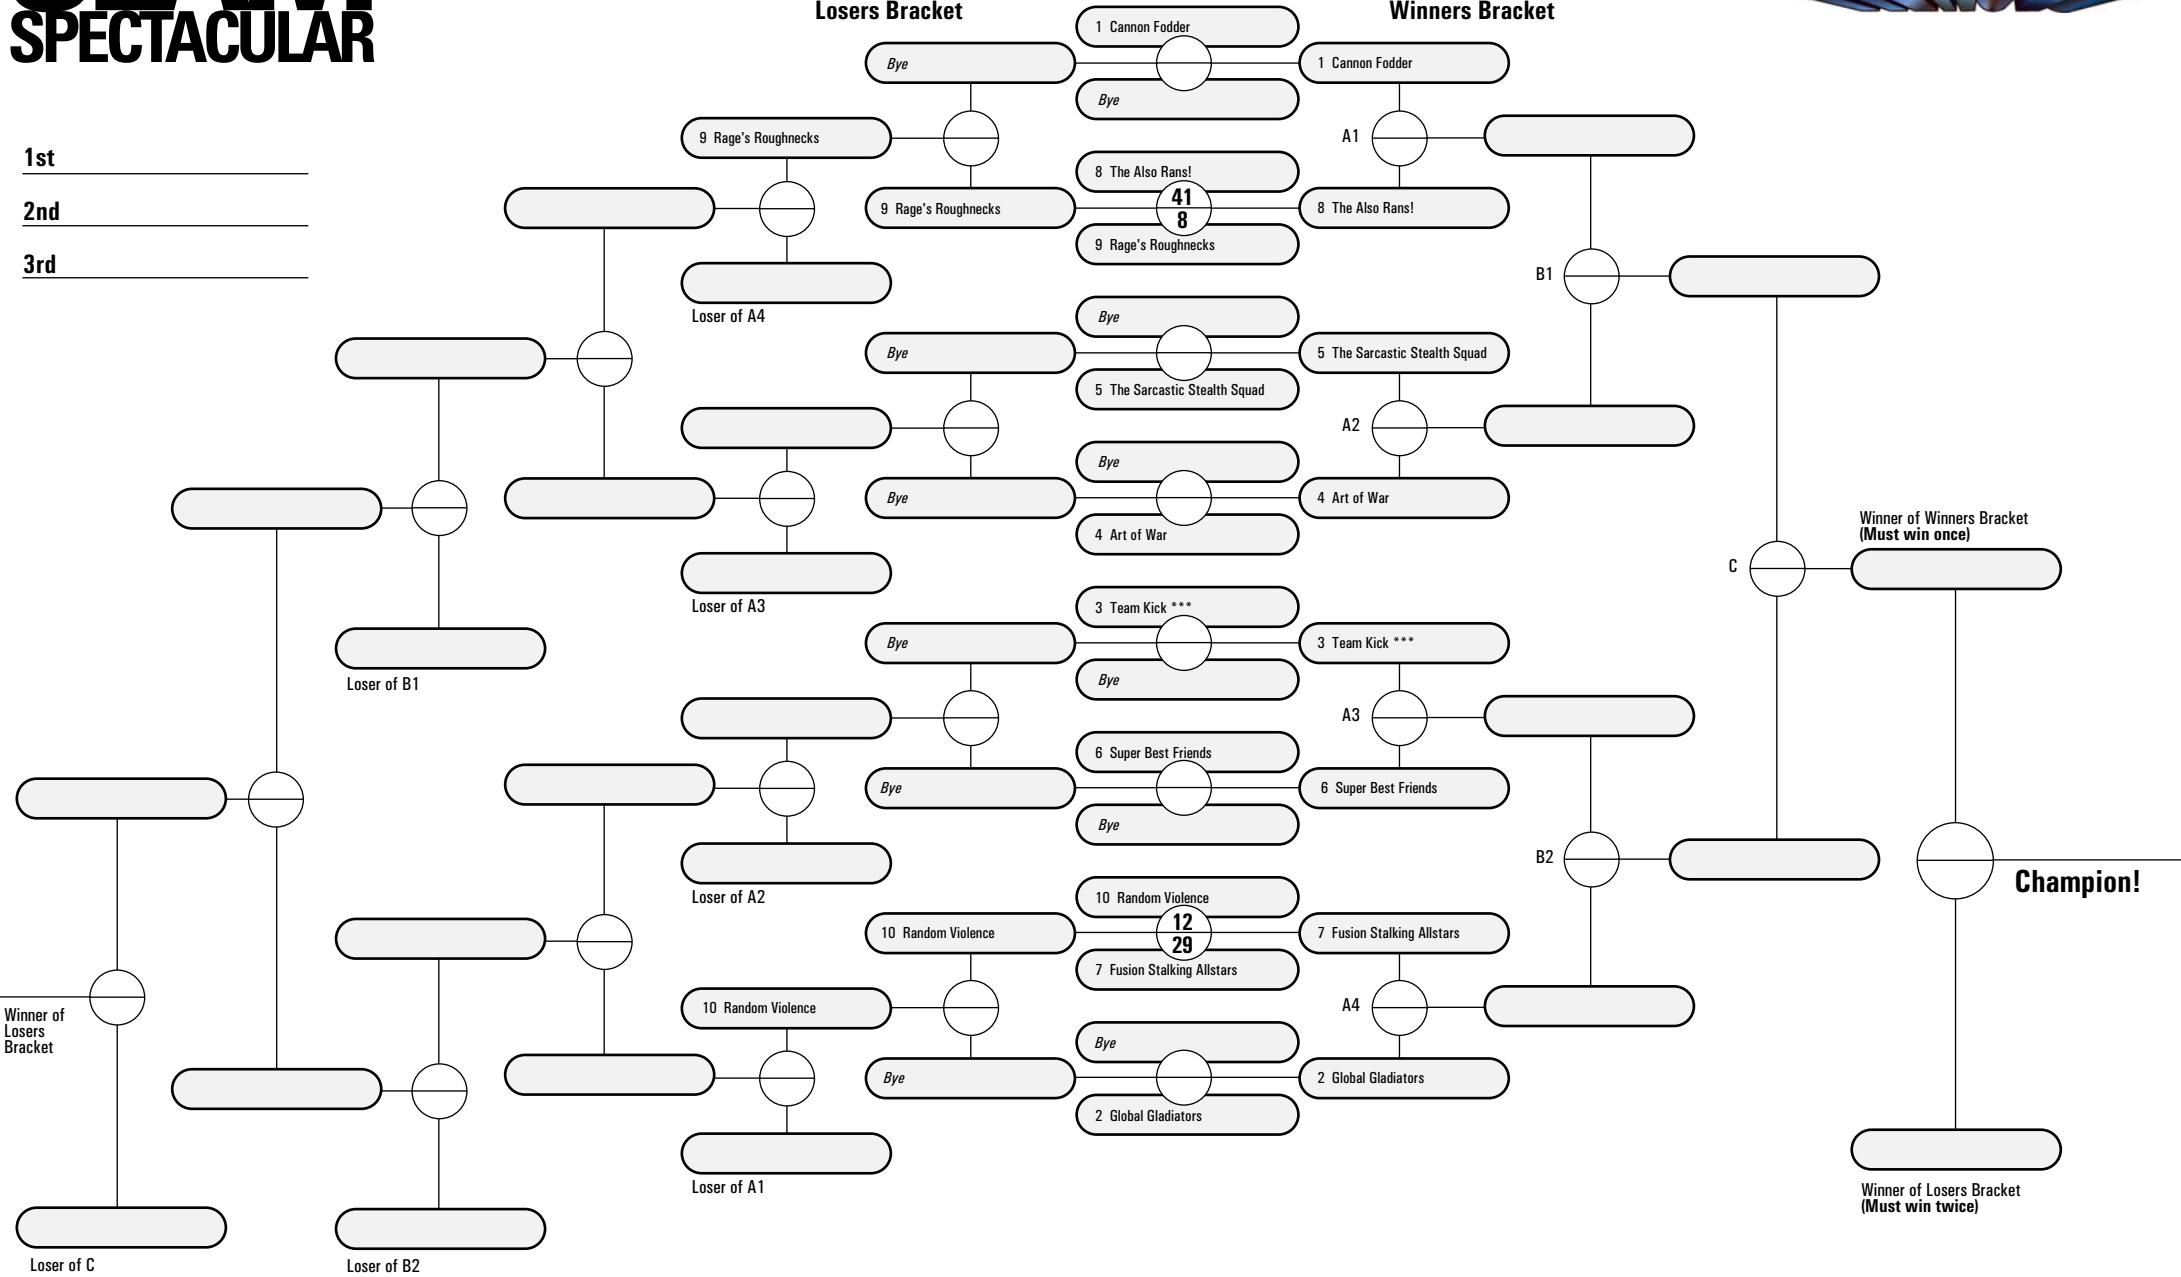 SPECTACULAR
1st
2nd
3rd
Losers Bracket
Winners Bracket
1 Cannon Fodder
Bye
1 Cannon Fodder
Bye
A1
9 Rage's Roughnecks
8 The Also Rans!
9 Rage's Roughnecks
41
8
8 The Also Rans!
9 Rage's Roughnecks
B1
Loser of A4
Bye
Bye
5 The Sarcastic Stealth Squad
5 The Sarcastic Stealth Squad
A2
Bye
Bye
4 Art of War
4 Art of War
Winner of Winners Bracket
(Must win once)
C
Loser of A3
3 Team Kick ***
Bye
3 Team Kick ***
Bye
Loser of B1
A3
6 Super Best Friends
Bye
6 Super Best Friends
Bye
B2
Champion!
Loser of A2
10 Random Violence
10 Random Violence
12
29
7 Fusion Stalking Allstars
7 Fusion Stalking Allstars
10 Random Violence
A4
Winner of
Losers
Bracket
Bye
Bye
2 Global Gladiators
2 Global Gladiators
Loser of A1
Winner of Losers Bracket
(Must win twice)
Loser of C
Loser of B2